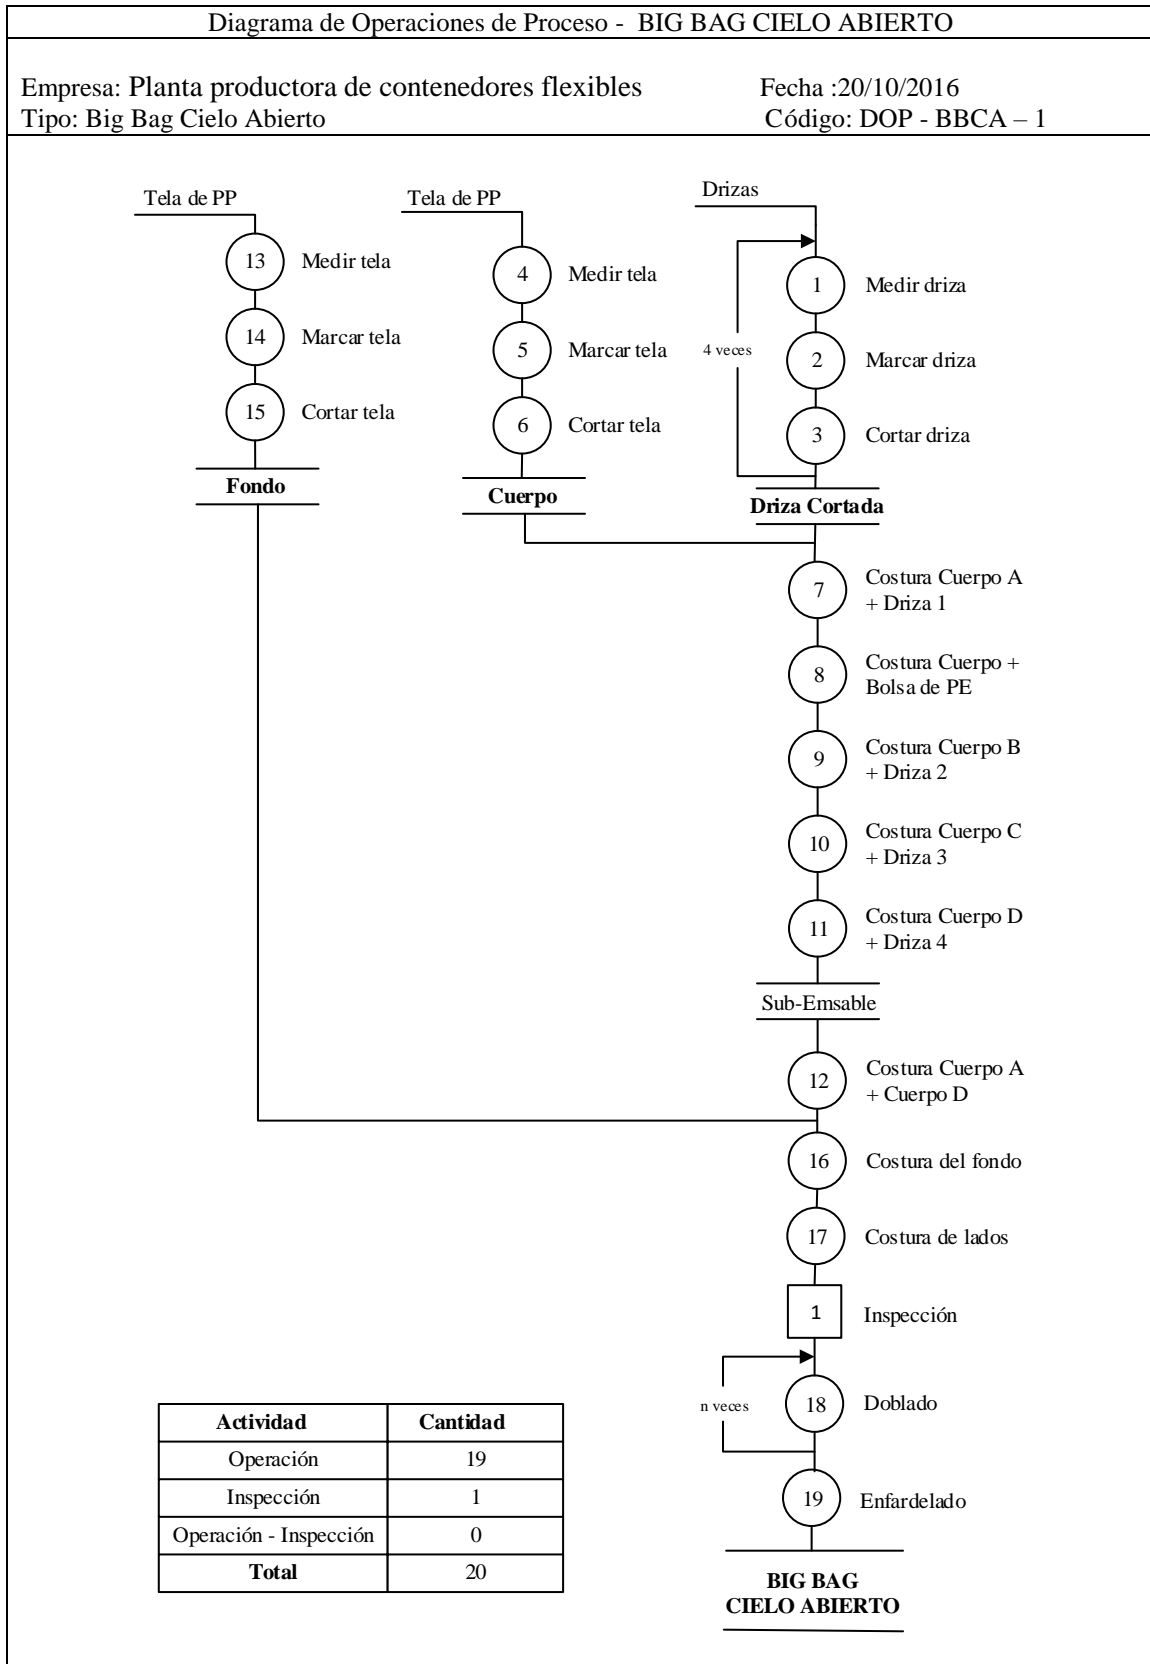 Diagrama de Operaciones de Proceso - BIG BAG CIELO ABIERTO
Empresa: Planta productora de contenedores flexibles
Fecha :20/10/2016
Tipo: Big Bag Cielo Abierto
Código: DOP - BBCA – 1
Tela de PP
13
Medir tela
14
Marcar tela
15
Cortar tela
Fondo
Tela de PP
4
Medir tela
5
Marcar tela
6
Cortar tela
Cuerpo
Drizas
1
Medir driza
4 veces
2
Marcar driza
3
Cortar driza
Driza Cortada
7
Costura Cuerpo A
+ Driza 1
8
Costura Cuerpo +
Bolsa de PE
9
Costura Cuerpo B
+ Driza 2
10
Costura Cuerpo C
+ Driza 3
11
Costura Cuerpo D
+ Driza 4
Sub-Emsable
12
Costura Cuerpo A
+ Cuerpo D
16
Costura del fondo
17
Costura de lados
1
Inspección
n veces
18
Doblado
19
Enfardelado
BIG BAG
CIELO ABIERTO
Actividad Cantidad
Operación 19
Inspección 1
Operación - Inspección 0
Total 20